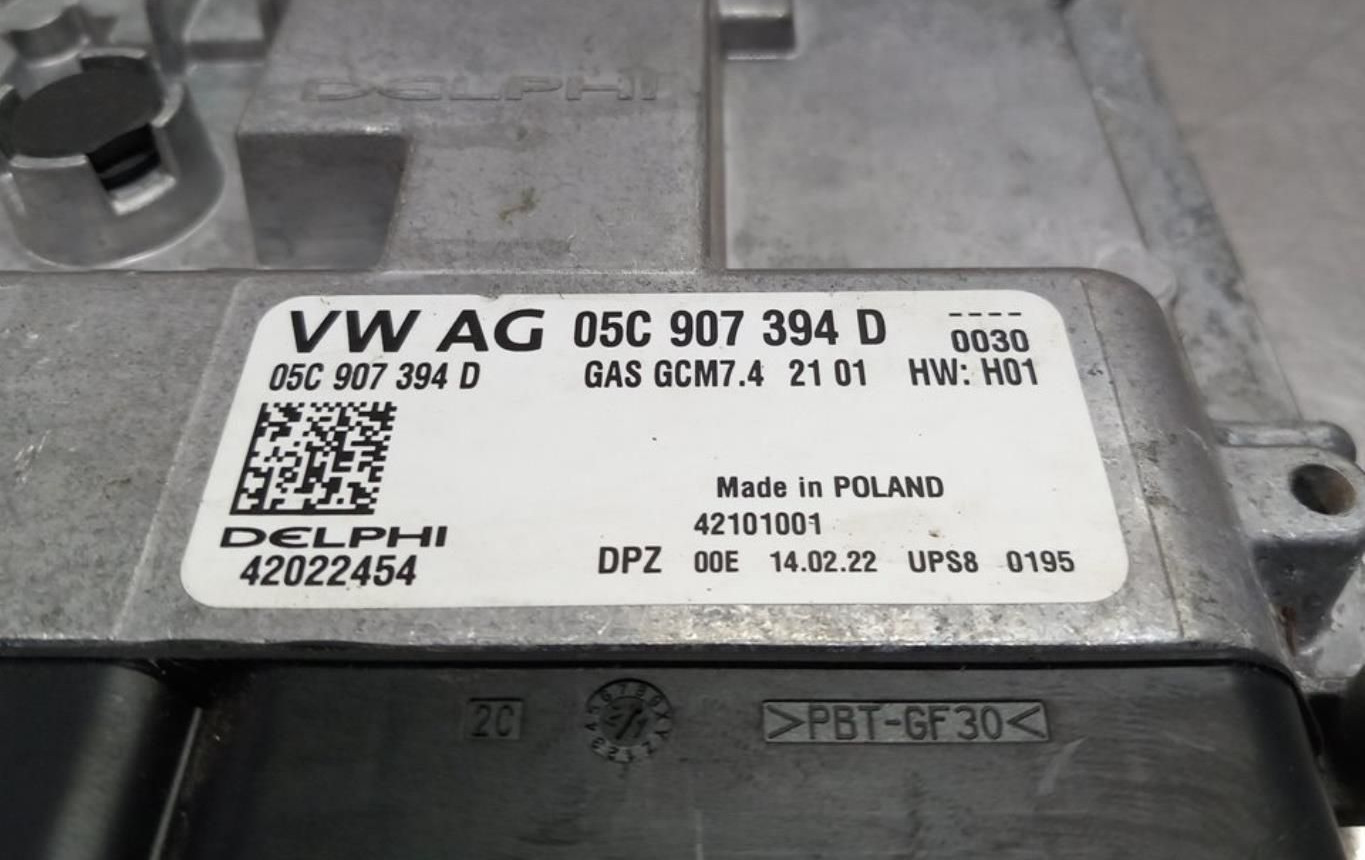 DELPHI
VW AG 05C 907 394 D ----
0030
05C 907 394 D GAS GCM7.4 21 01 HW: H01
Made in POLAND
42101001
DELPHI
42022454 DPZ 00E 14.02.22 UPS8 0195
2C >PBT-GF30<